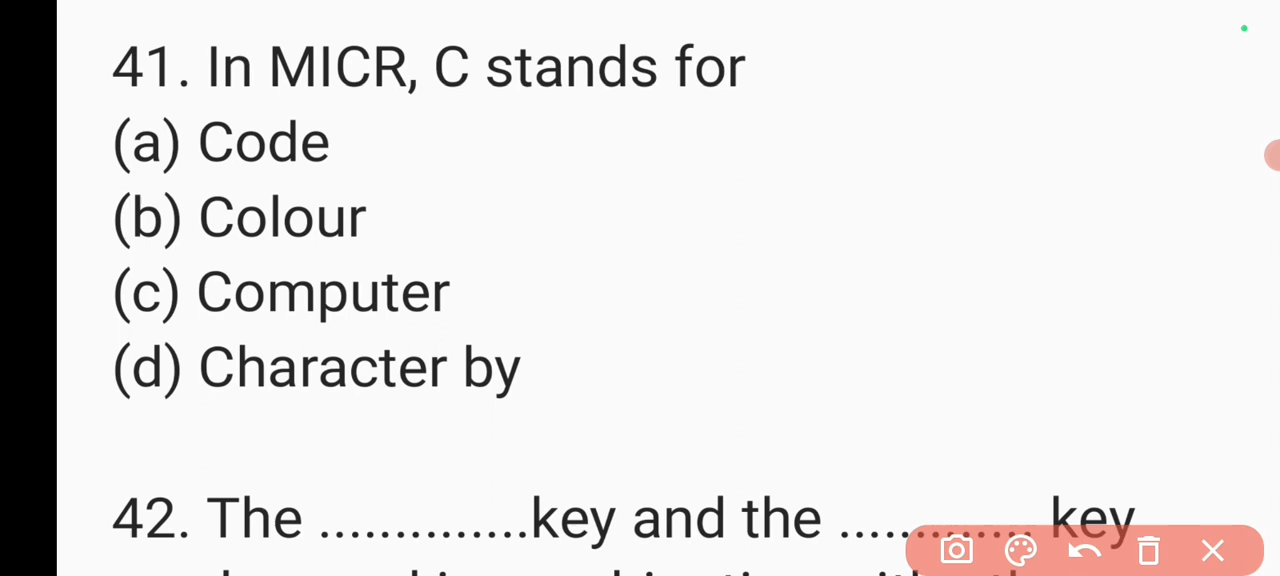 41. In MICR, C stands for
(a) Code
(b) Colour
(c) Computer
(d) Character by
42. The ..............key and the ............. key